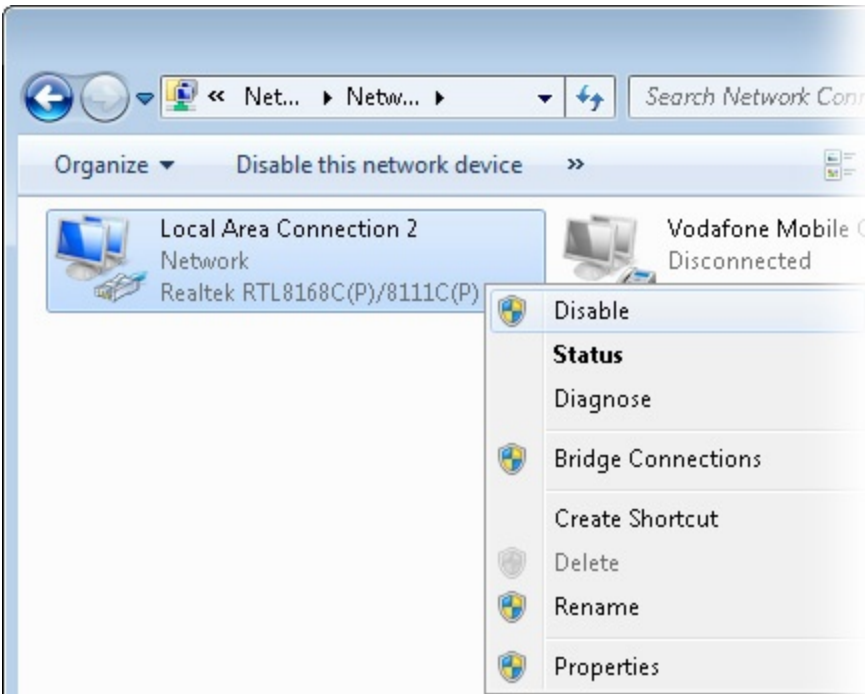 « Net... ▸ Netw... ▸
Search Network Con
Organize Disable this network device »
Local Area Connection 2
Network
Realtek RTL8168C(P)/8111C(P)
Vodafone Mobile
Disconnected
Disable
Status
Diagnose
Bridge Connections
Create Shortcut
Delete
Rename
Properties